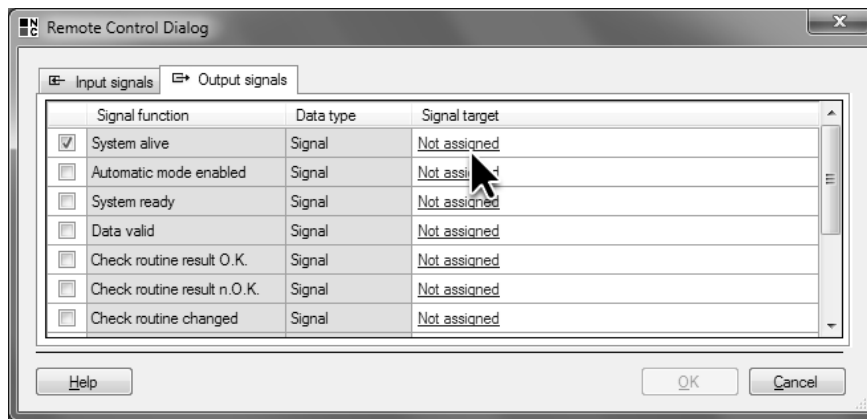 NC Remote Control Dialog
Input signals Output signals
Signal function Data type Signal target
System alive Signal Not assigned
Automatic mode enabled Signal Not
System ready Signal Not assigned
Data valid Signal Not assigned
Check routine result O.K. Signal Not assigned
Check routine result n.O.K. Signal Not assigned
Check routine changed Signal Not assigned
Help OK Cancel